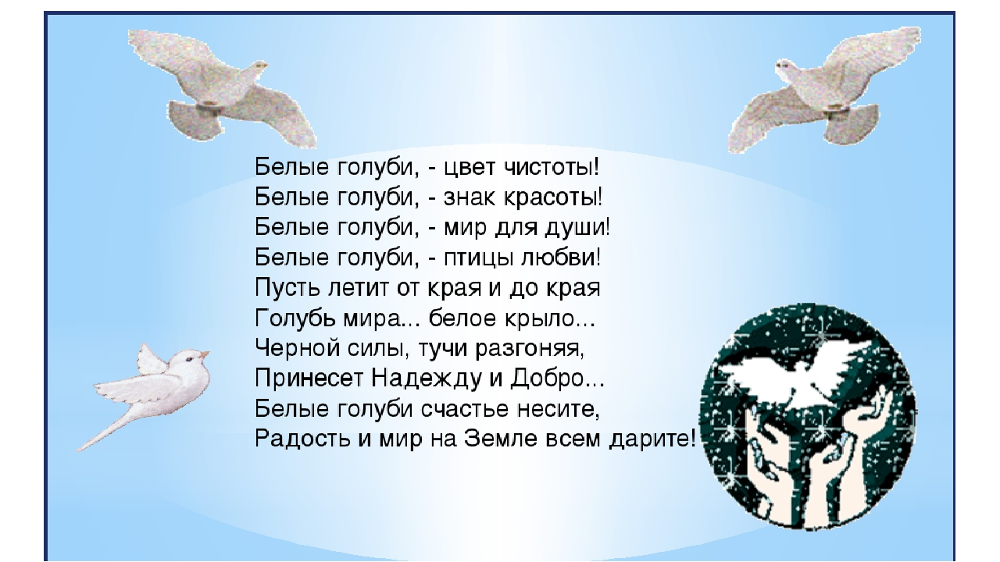 Белые голуби, - цвет чистоты!
Белые голуби, - знак красоты!
Белые голуби, - мир для души!
Белые голуби, - птицы любви!
Пусть летит от края и до края
Голубь мира... белое крыло...
Черной силы, тучи разгоняя,
Принесет Надежду и Добро...
Белые голуби счастье несите,
Радость и мир на Земле всем дарите!